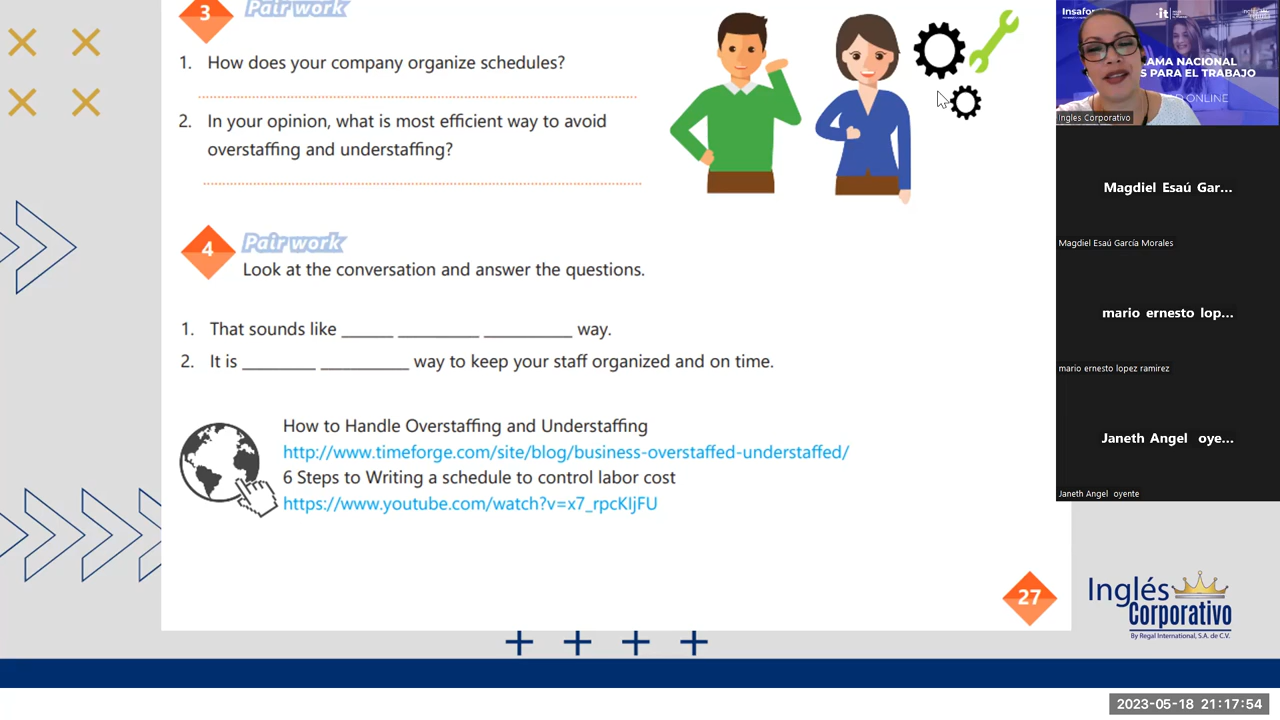 3
Pair work
1. How does your company organize schedules?
2. In your opinion, what is most efficient way to avoid
overstaffing and understaffing?
4
Pair work
Look at the conversation and answer the questions.
1. That sounds like ______ _________ __________ way.
2. It is ________ __________ way to keep your staff organized and on time.
How to Handle Overstaffing and Understaffing
http://www.timeforge.com/site/blog/business-overstaffed-understaffed/
6 Steps to Writing a schedule to control labor cost
https://www.youtube.com/watch?v=x7_rpcKIjFU
27
Insafor
it
AMA NACIONAL
S PARA EL TRABAJO
D ONLINE
Ingles Corporativo
Magdiel Esaú Gar...
Magdiel Esaú García Morales
mario ernesto lop...
mario ernesto lopez ramirez
Janeth Angel oye...
Janeth Angel oyente
Inglés
Corporativo
By Regal International, S.A. de C.V.
2023-05-18 21:17:54